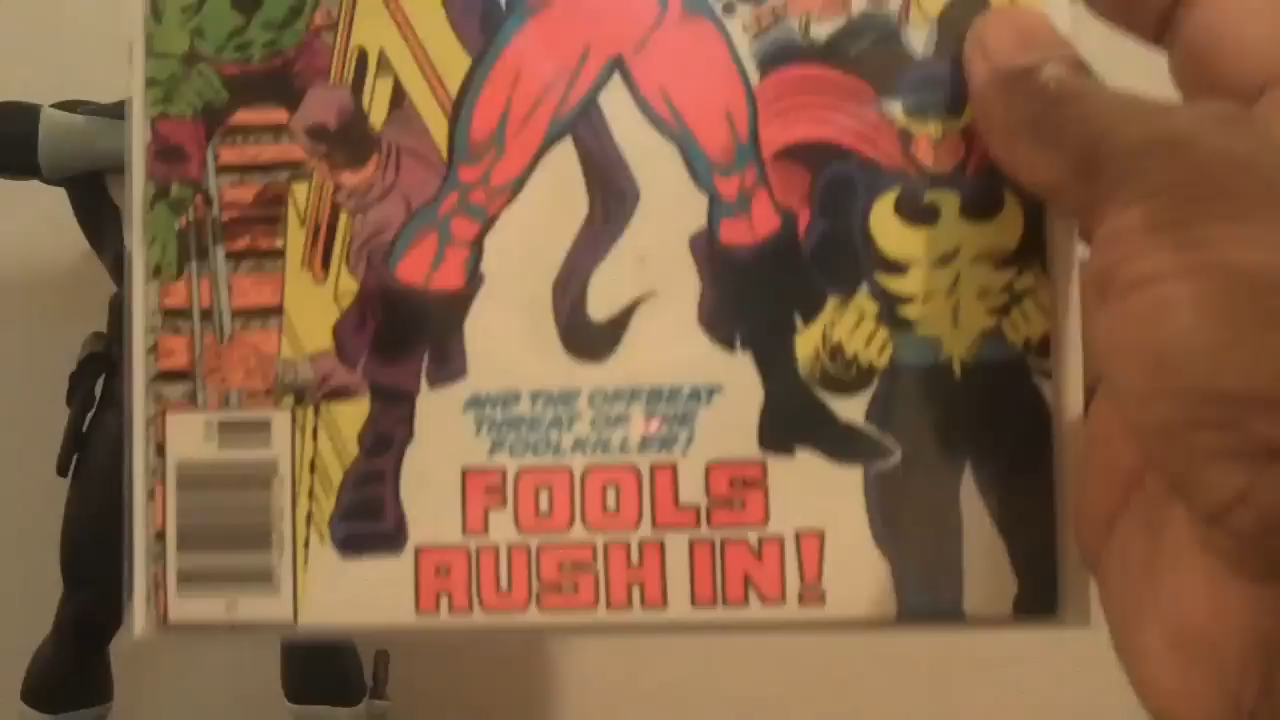 AND THE OFFBEAT
THREAT OF THE
FOOLKILLER!
FOOLS
RUSH IN!